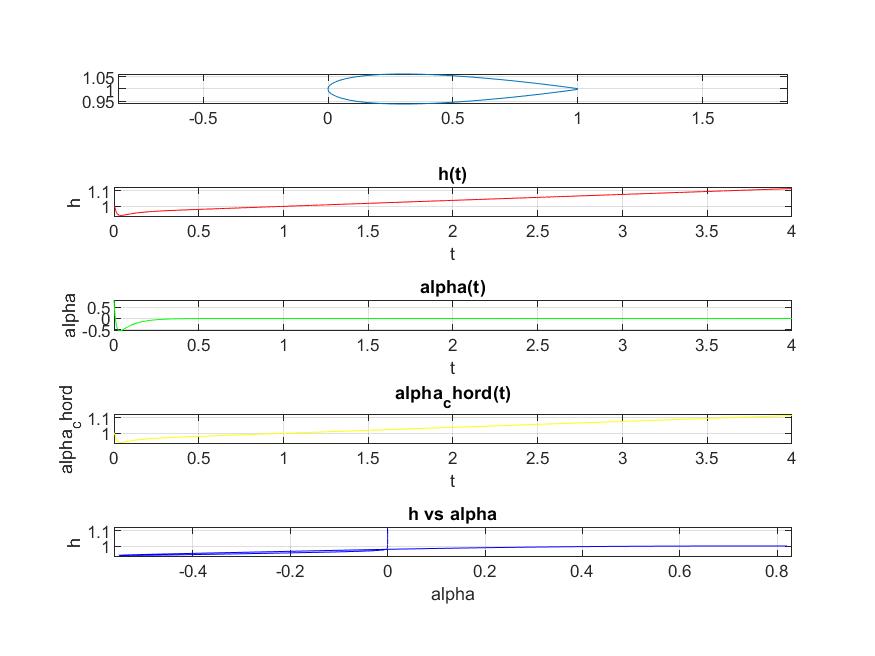 1.05
1
0.95
-0.5 0 0.5 1 1.5
h(t)
1.1
1
h
0 0.5 1 1.5 2 2.5 3 3.5 4
t
alpha(t)
0.5
0
-0.5
alpha
0 0.5 1 1.5 2 2.5 3 3.5 4
t
alpha_chord(t)
1.1
1
alpha_chord
0 0.5 1 1.5 2 2.5 3 3.5 4
t
h vs alpha
1.1
1
h
-0.4 -0.2 0 0.2 0.4 0.6 0.8
alpha